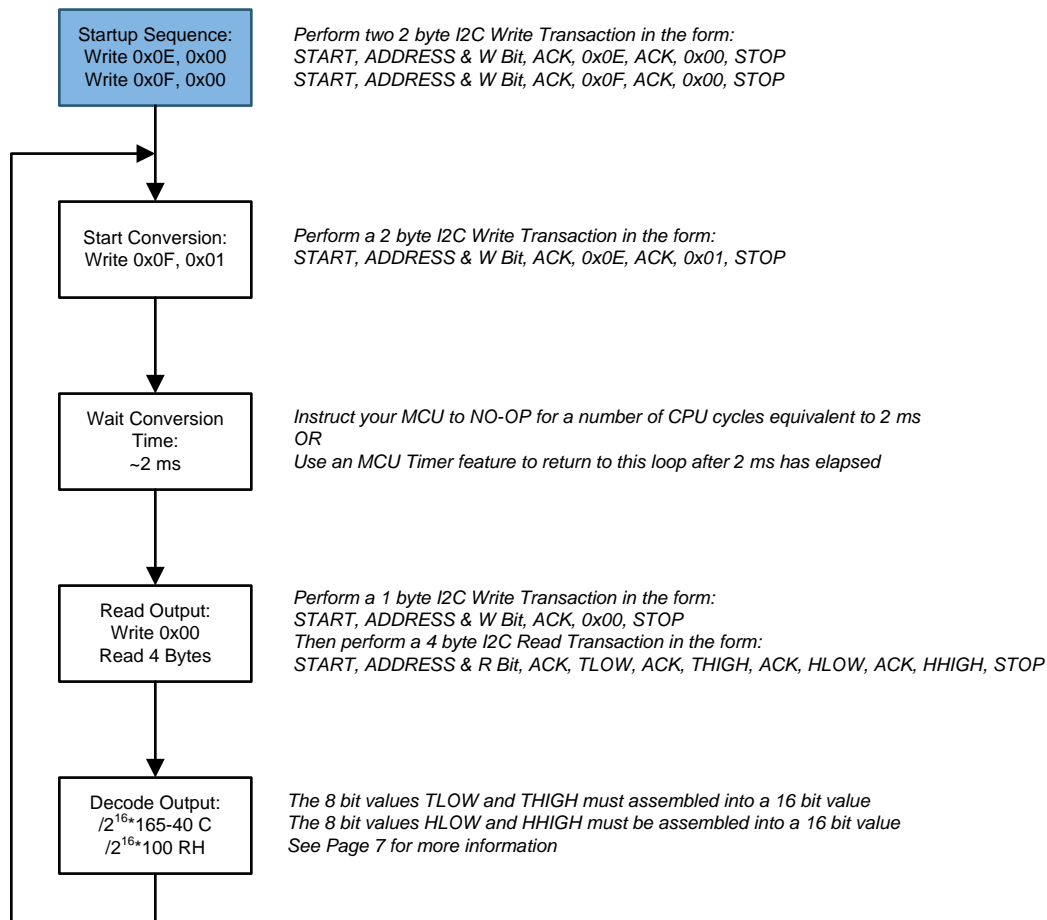 Startup Sequence:
Write 0x0E, 0x00
Write 0x0F, 0x00
Perform two 2 byte I2C Write Transaction in the form:
START, ADDRESS & W Bit, ACK, 0x0E, ACK, 0x00, STOP
START, ADDRESS & W Bit, ACK, 0x0F, ACK, 0x00, STOP
Start Conversion:
Write 0x0F, 0x01
Perform a 2 byte I2C Write Transaction in the form:
START, ADDRESS & W Bit, ACK, 0x0E, ACK, 0x01, STOP
Wait Conversion
Time:
~2 ms
Instruct your MCU to NO-OP for a number of CPU cycles equivalent to 2 ms
OR
Use an MCU Timer feature to return to this loop after 2 ms has elapsed
Read Output:
Write 0x00
Read 4 Bytes
Perform a 1 byte I2C Write Transaction in the form:
START, ADDRESS & W Bit, ACK, 0x00, STOP
Then perform a 4 byte I2C Read Transaction in the form:
START, ADDRESS & R Bit, ACK, TLOW, ACK, THIGH, ACK, HLOW, ACK, HHIGH, STOP
Decode Output:
/2¹⁶*165-40 C
/2¹⁶*100 RH
The 8 bit values TLOW and THIGH must assembled into a 16 bit value
The 8 bit values HLOW and HHIGH must be assembled into a 16 bit value
See Page 7 for more information